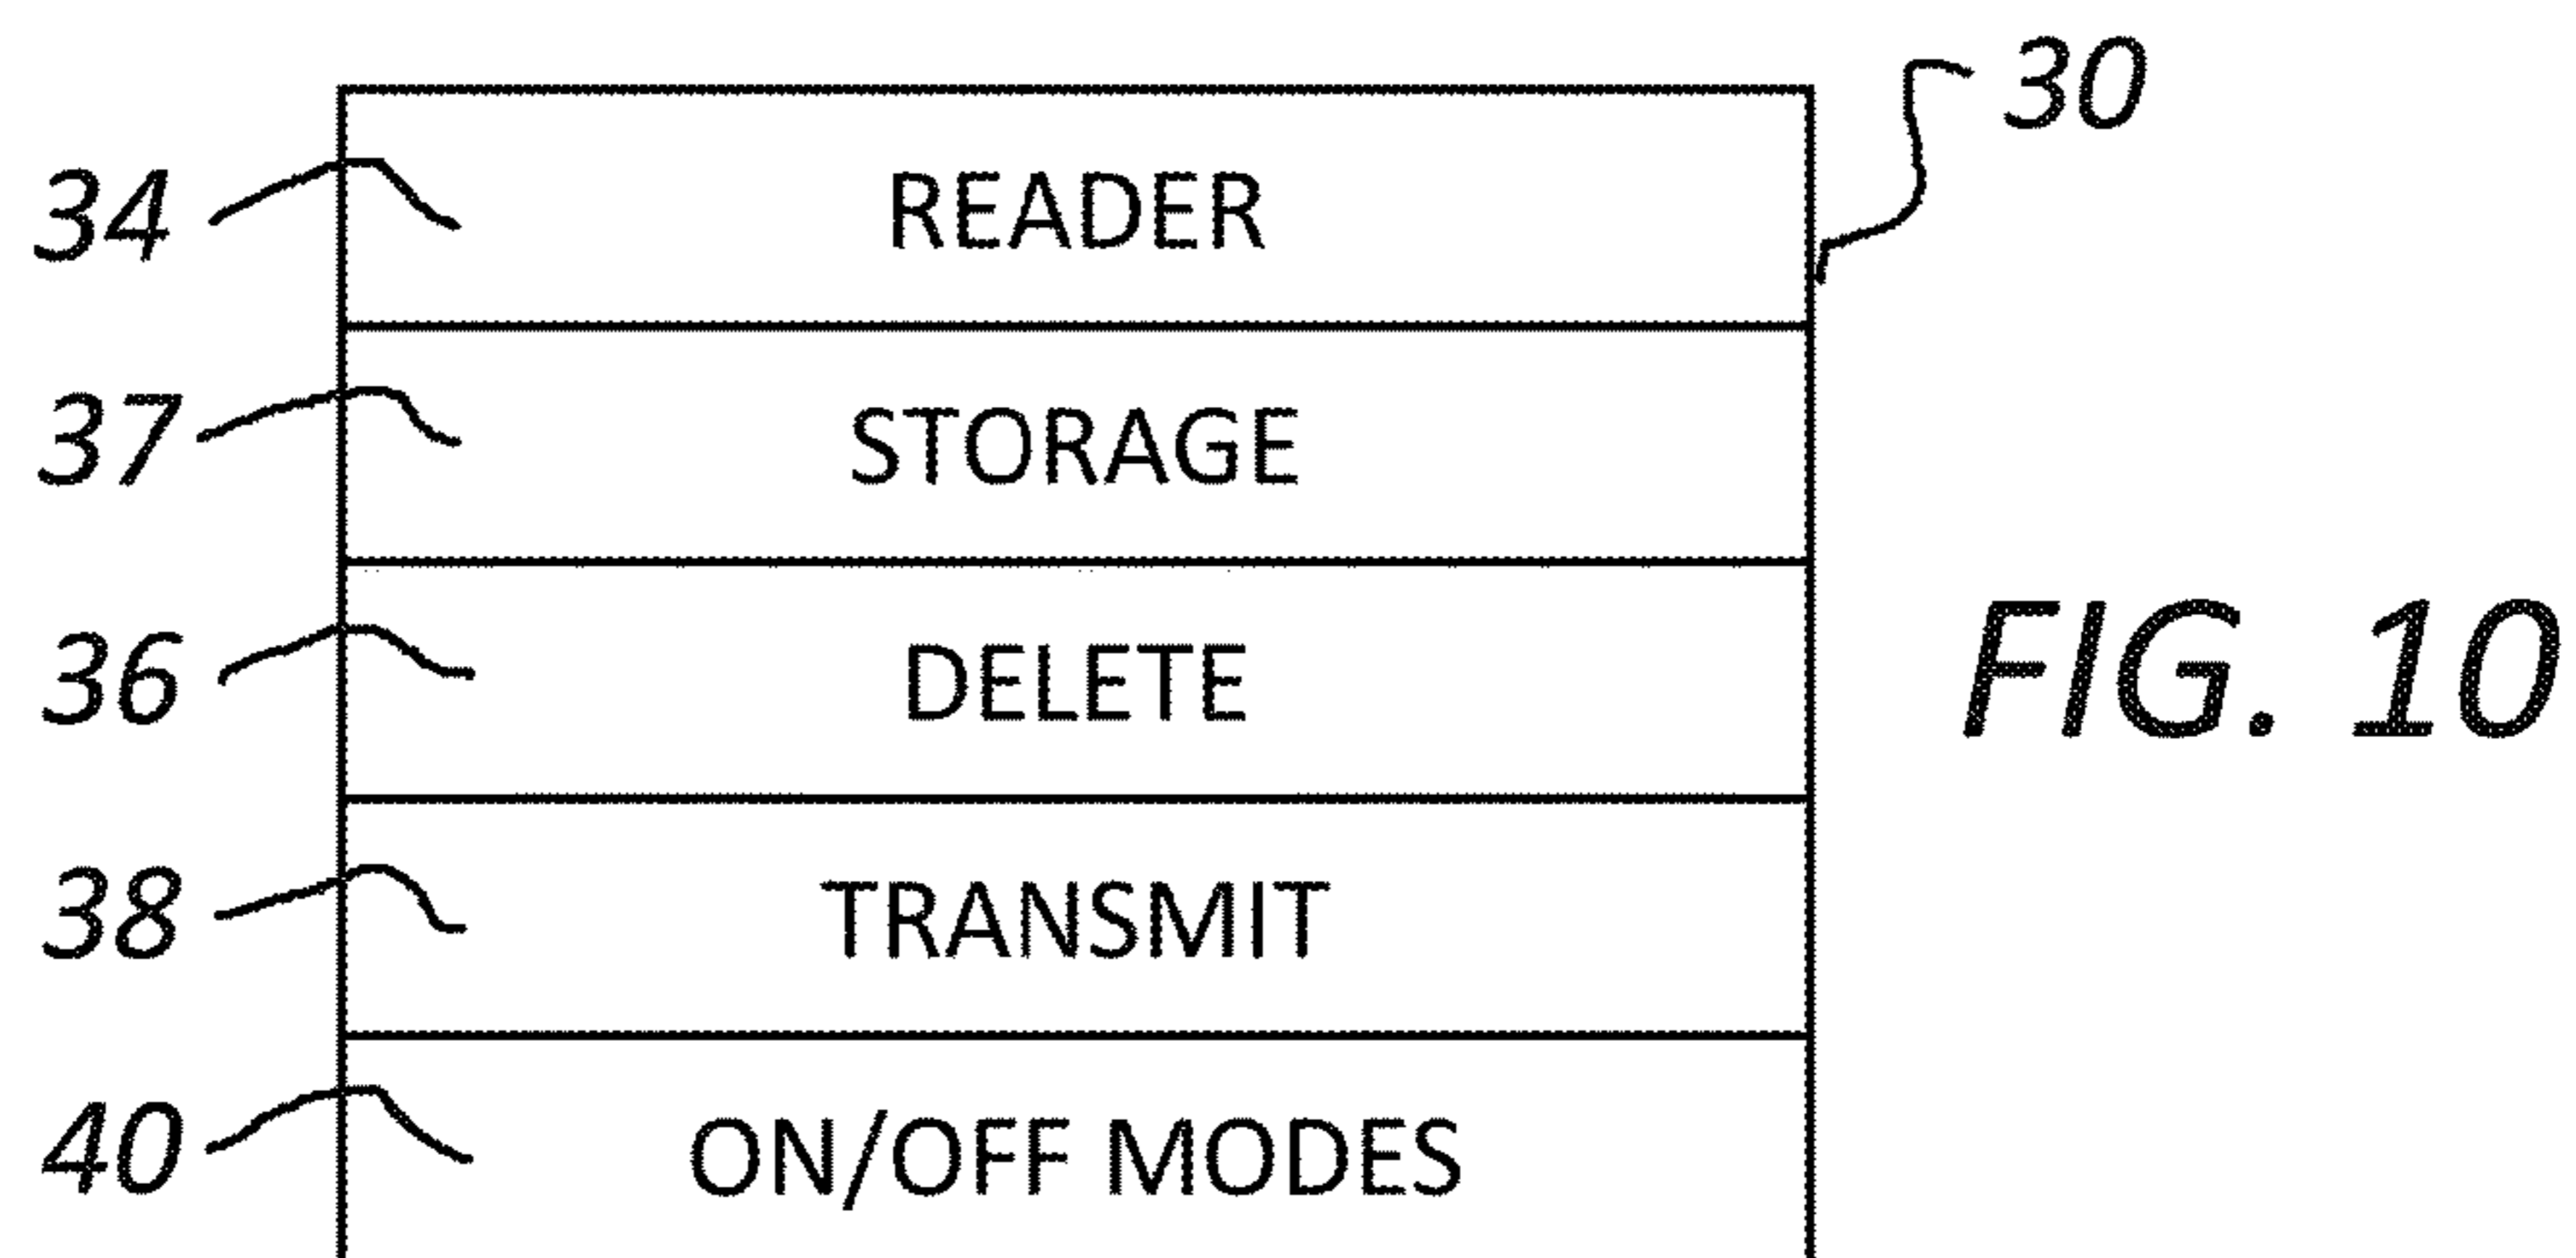 30
34 READER
37 STORAGE
36 DELETE
FIG. 10
38 TRANSMIT
40 ON/OFF MODES